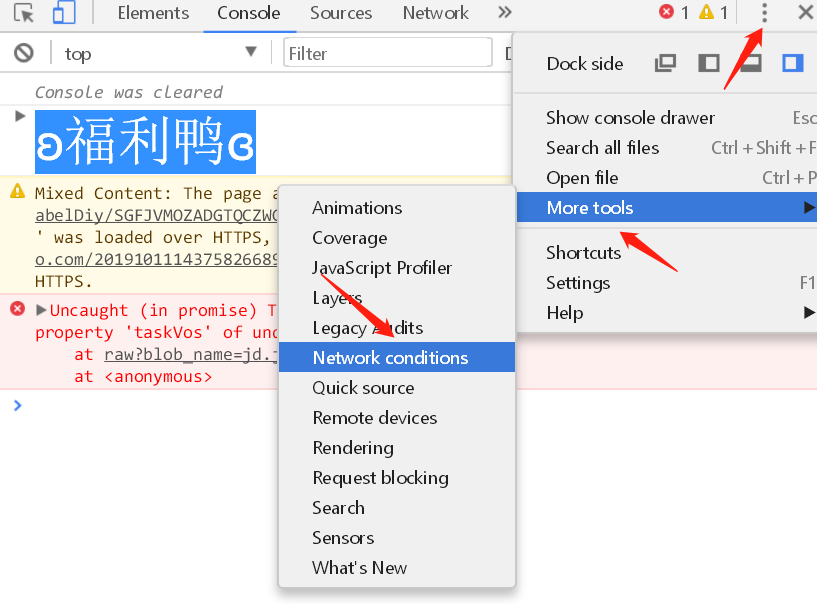 Elements Console Sources Network » 1 1
top Filter
Console was cleared
ʚ福利鸭ɞ
Mixed Content: The page a
abelDiy/SGFJVMOZADGTQCZWC
' was loaded over HTTPS,
o.com/20191011143758266895
HTTPS.
Uncaught (in promise) T
property 'taskVos' of und
at raw?blob_name=jd.j
at <anonymous>
Dock side
Show console drawer Esc
Search all files Ctrl + Shift + F
Open file Ctrl + P
More tools
Shortcuts
Settings F1
Help
Animations
Coverage
JavaScript Profiler
Layers
Legacy Audits
Network conditions
Quick source
Remote devices
Rendering
Request blocking
Search
Sensors
What's New